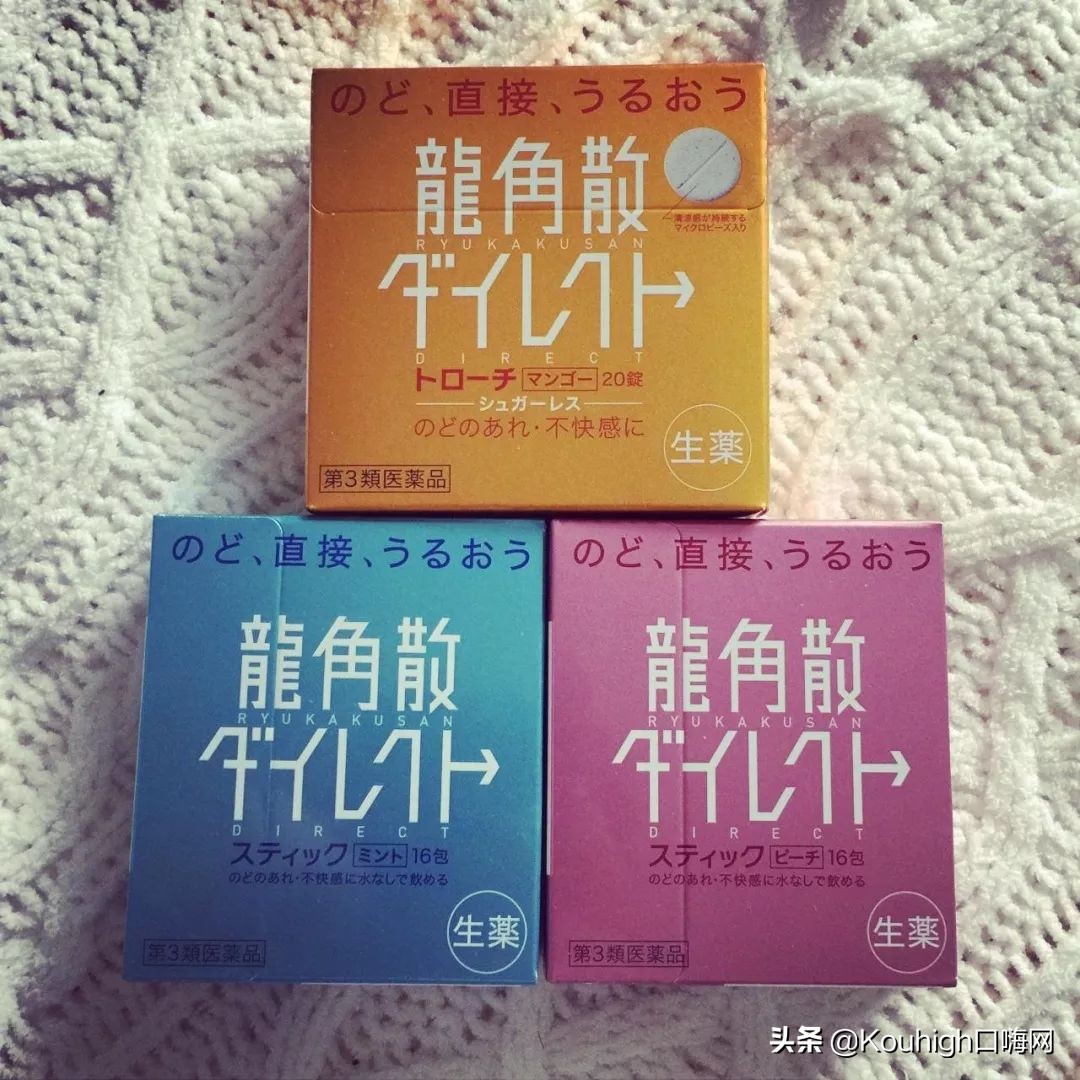 のど、直接、うるおう
龍角散
RYUKAKUSAN
清涼感が持続する
マイクロビーズ入り
ダイレクト
DIRECT
トローチ マンゴー 20錠
シュガーレス
のどのあれ・不快感に
生薬
第3類医薬品
のど、直接、うるおう
龍角散
RYUKAKUSAN
ダイレクト
DIRECT
スティック ミント 16包
のどのあれ・不快感に水なしで飲める
生薬
第3類医薬品
のど、直接、うるおう
龍角散
RYUKAKUSAN
ダイレクト
DIRECT
スティック ピーチ 16包
のどのあれ・不快感に水なしで飲める
生薬
第3類医薬品
头条 @Kouhigh口嗨网